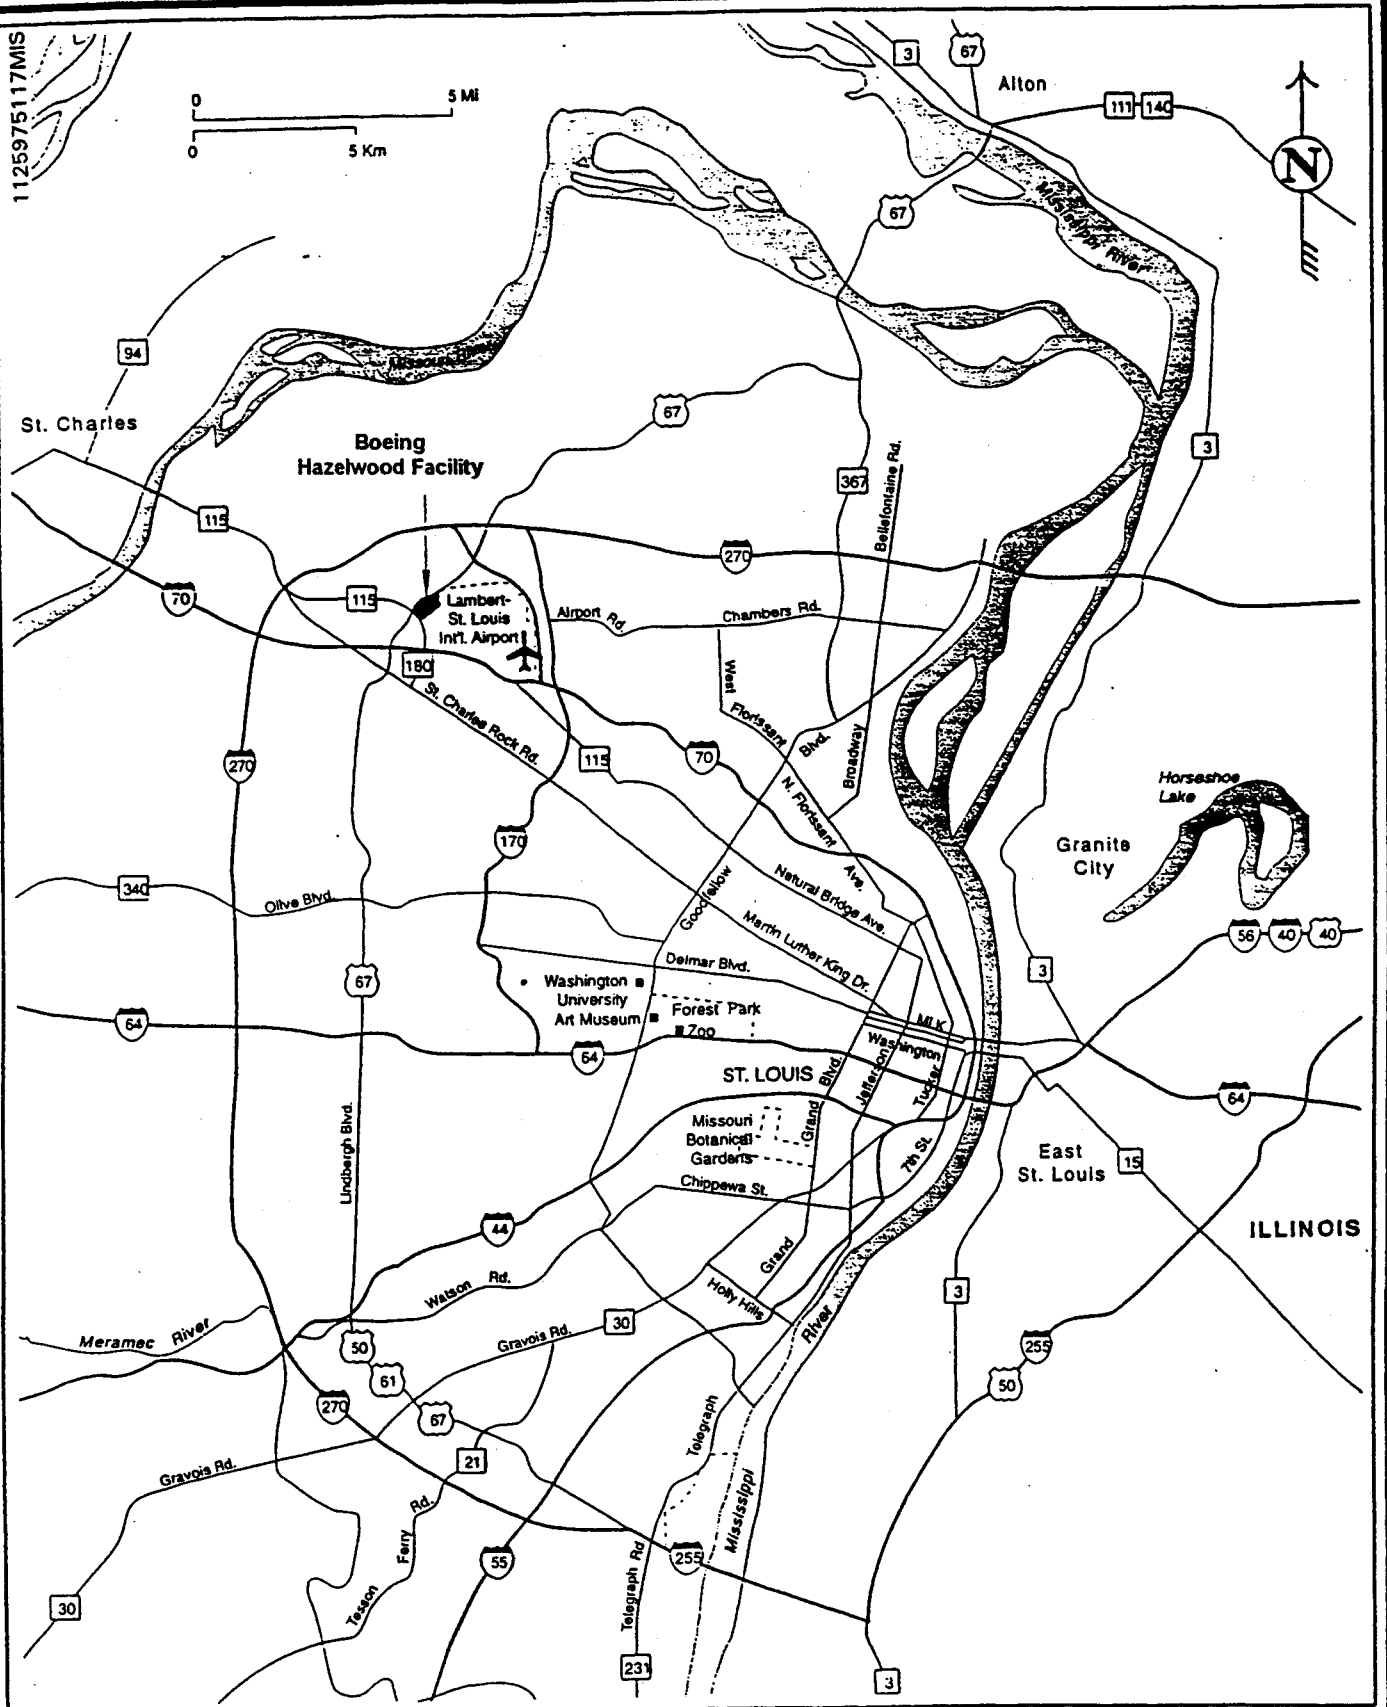 1125975117MIS
0
5 Mi
0
5 Km
3
67
Alton
111
140
N
67
Mississippi River
94
Missouri River
St. Charles
67
3
Boeing
Hazelwood Facility
367
Bellefontaine Rd.
115
270
70
115
Lambert-
St. Louis
Int'l. Airport
Airport Rd.
Chambers Rd.
180
West
Florissant
Blvd.
St. Charles Rock Rd.
270
115
70
Broadway
N. Florissant
Ave.
Horseshoe
Lake
170
Granite
City
340
Olive Blvd.
Goodfellow
Natural Bridge Ave.
Martin Luther King Dr.
56
40
40
Delmar Blvd.
3
67
Washington
University
Art Museum
Forest Park
Zoo
64
64
MLK
Washington
ST. LOUIS
Blvd.
Jefferson
Tucker
64
Missouri
Botanical
Gardens
Grand
7th St.
East
St. Louis
15
Lindbergh Blvd.
Chippewa St.
44
ILLINOIS
Grand
Watson Rd.
Holly Hills
3
Meramec River
50
Gravois Rd.
30
River
255
61
50
270
67
Telegraph
21
Gravois Rd.
Mississippi
Tesson Ferry Rd.
55
255
Telegraph Rd
30
231
3